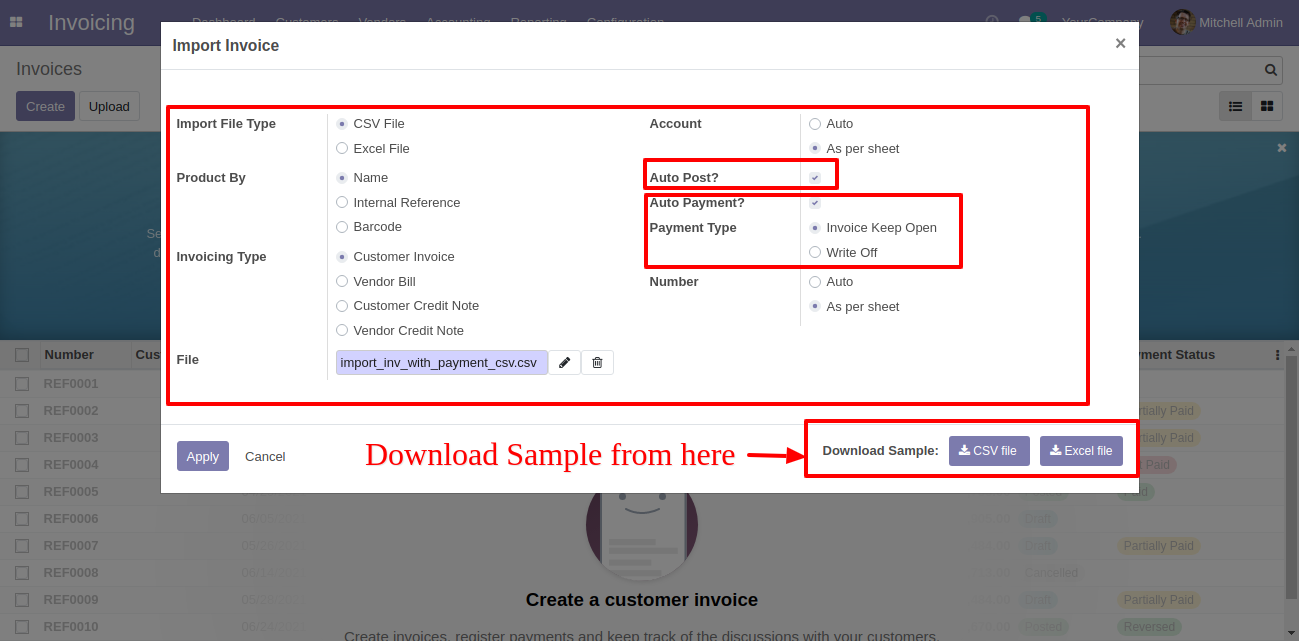 Invoicing
Dashboard Customers Vendors Accounting Reporting Configuration
5
YourCompany
Mitchell Admin
Import Invoice ×
Invoices
Create Upload
Import File Type
CSV File
Excel File
Product By
Name
Internal Reference
Barcode
Invoicing Type
Customer Invoice
Vendor Bill
Customer Credit Note
Vendor Credit Note
File
import_inv_with_payment_csv.csv
Account
Auto
As per sheet
Auto Post?
Auto Payment?
Payment Type
Invoice Keep Open
Write Off
Number
Auto
As per sheet
Apply Cancel
Download Sample from here
Download Sample: CSV file Excel file
Number Status
REF0001
REF0002 Paid
REF0003 Paid
REF0004 Paid
REF0005
REF0006 Draft
REF0007 Draft Partially Paid
REF0008 Cancelled
REF0009 Draft Partially Paid
REF0010 Posted Reversed
Create a customer invoice
Create invoices, register payments and keep track of the discussions with your customers.